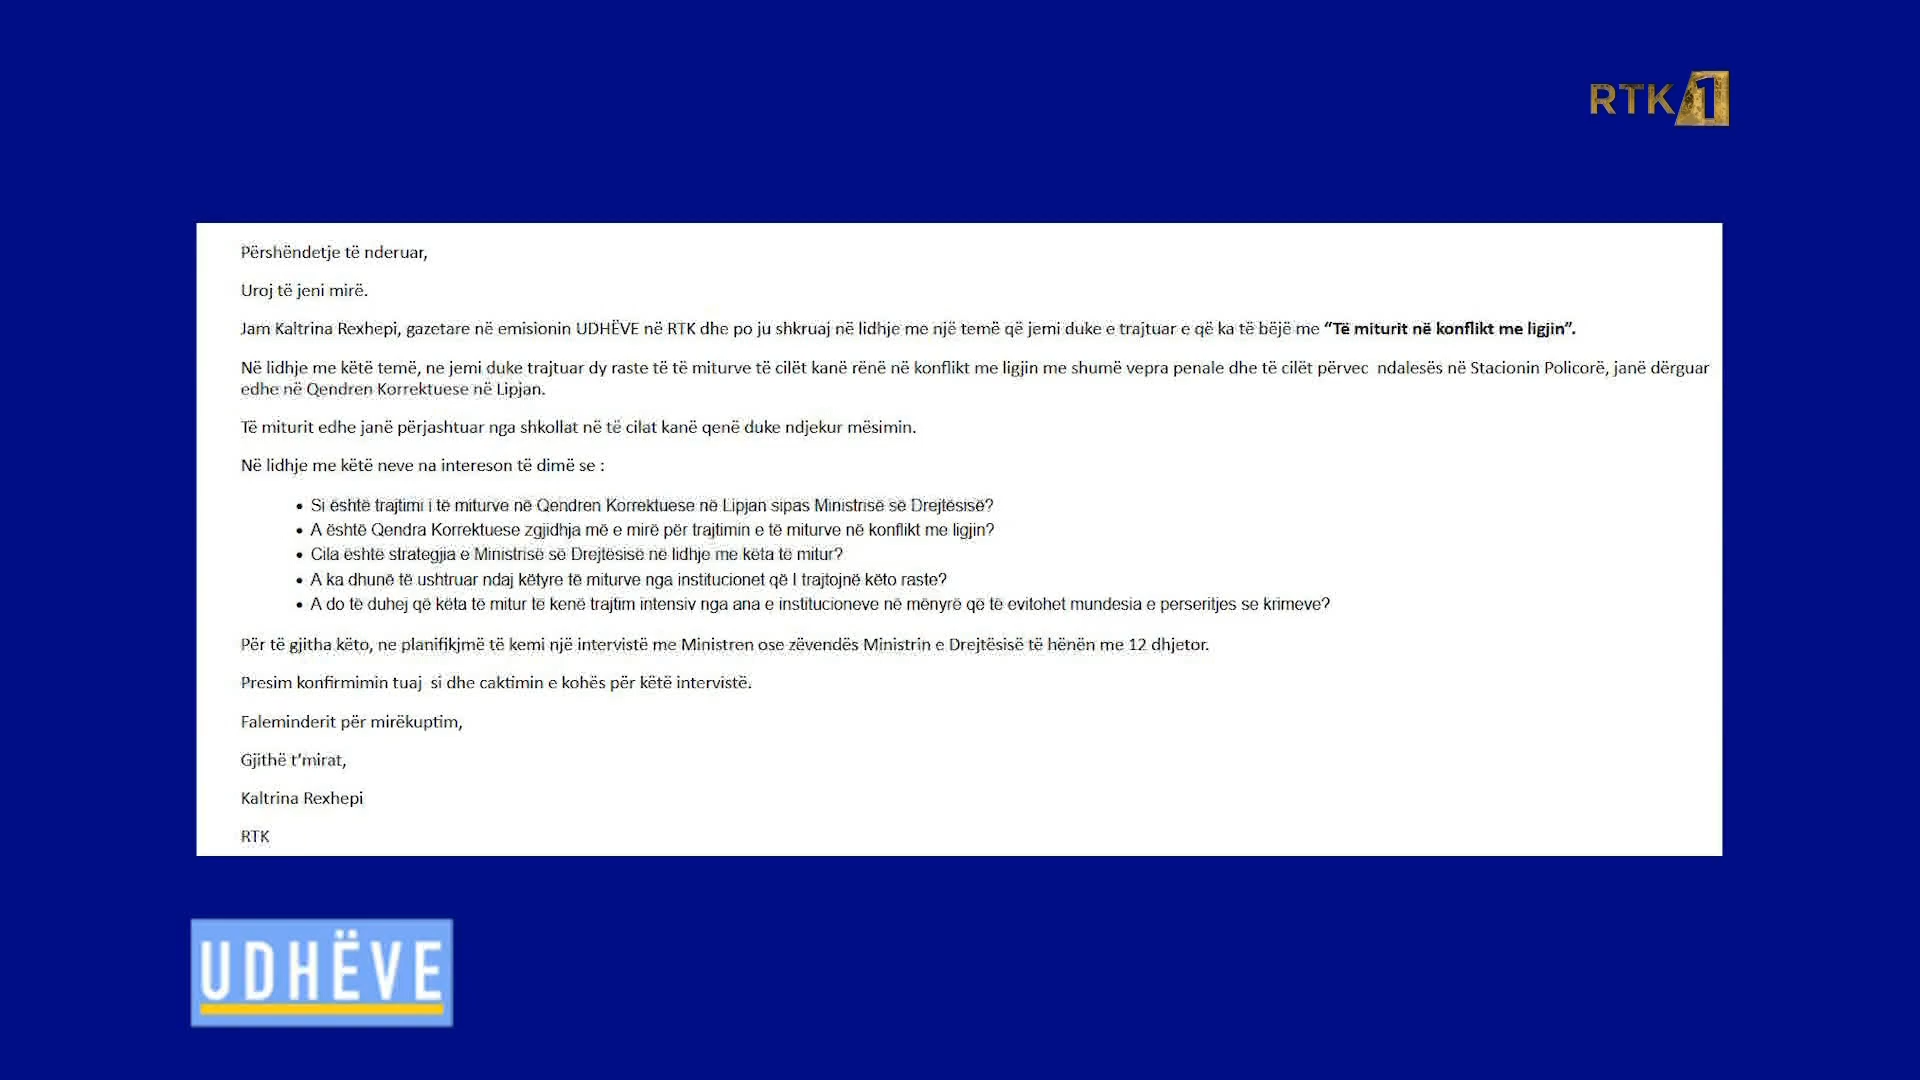 RTK 1
Përshëndetje të nderuar,
Uroj të jeni mirë.
Jam Kaltrina Rexhepi, gazetare në emisionin UDHËVE në RTK dhe po ju shkruaj në lidhje me një temë që jemi duke e trajtuar e që ka të bëjë me “Të miturit në konflikt me ligjin”.
Në lidhje me këtë temë, ne jemi duke trajtuar dy raste të të miturve të cilët kanë rënë në konflikt me ligjin me shumë vepra penale dhe të cilët përvec  ndalesës në Stacionin Policorë, janë dërguar
edhe në Qendren Korrektuese në Lipjan.
Të miturit edhe janë përjashtuar nga shkollat në të cilat kanë qenë duke ndjekur mësimin.
Në lidhje me këtë neve na intereson të dimë se :
• Si është trajtimi i të miturve në Qendren Korrektuese në Lipjan sipas Ministrisë së Drejtësisë?
• A është Qendra Korrektuese zgjidhja më e mirë për trajtimin e të miturve në konflikt me ligjin?
• Cila është strategjia e Ministrisë së Drejtësisë në lidhje me këta të mitur?
• A ka dhunë të ushtruar ndaj këtyre të miturve nga institucionet që I trajtojnë këto raste?
• A do të duhej që këta të mitur të kenë trajtim intensiv nga ana e institucioneve në mënyrë që të evitohet mundesia e perseritjes se krimeve?
Për të gjitha këto, ne planifikjmë të kemi një intervistë me Ministren ose zëvendës Ministrin e Drejtësisë të hënën me 12 dhjetor.
Presim konfirmimin tuaj  si dhe caktimin e kohës për këtë intervistë.
Faleminderit për mirëkuptim,
Gjithë t’mirat,
Kaltrina Rexhepi
RTK
UDHËVE